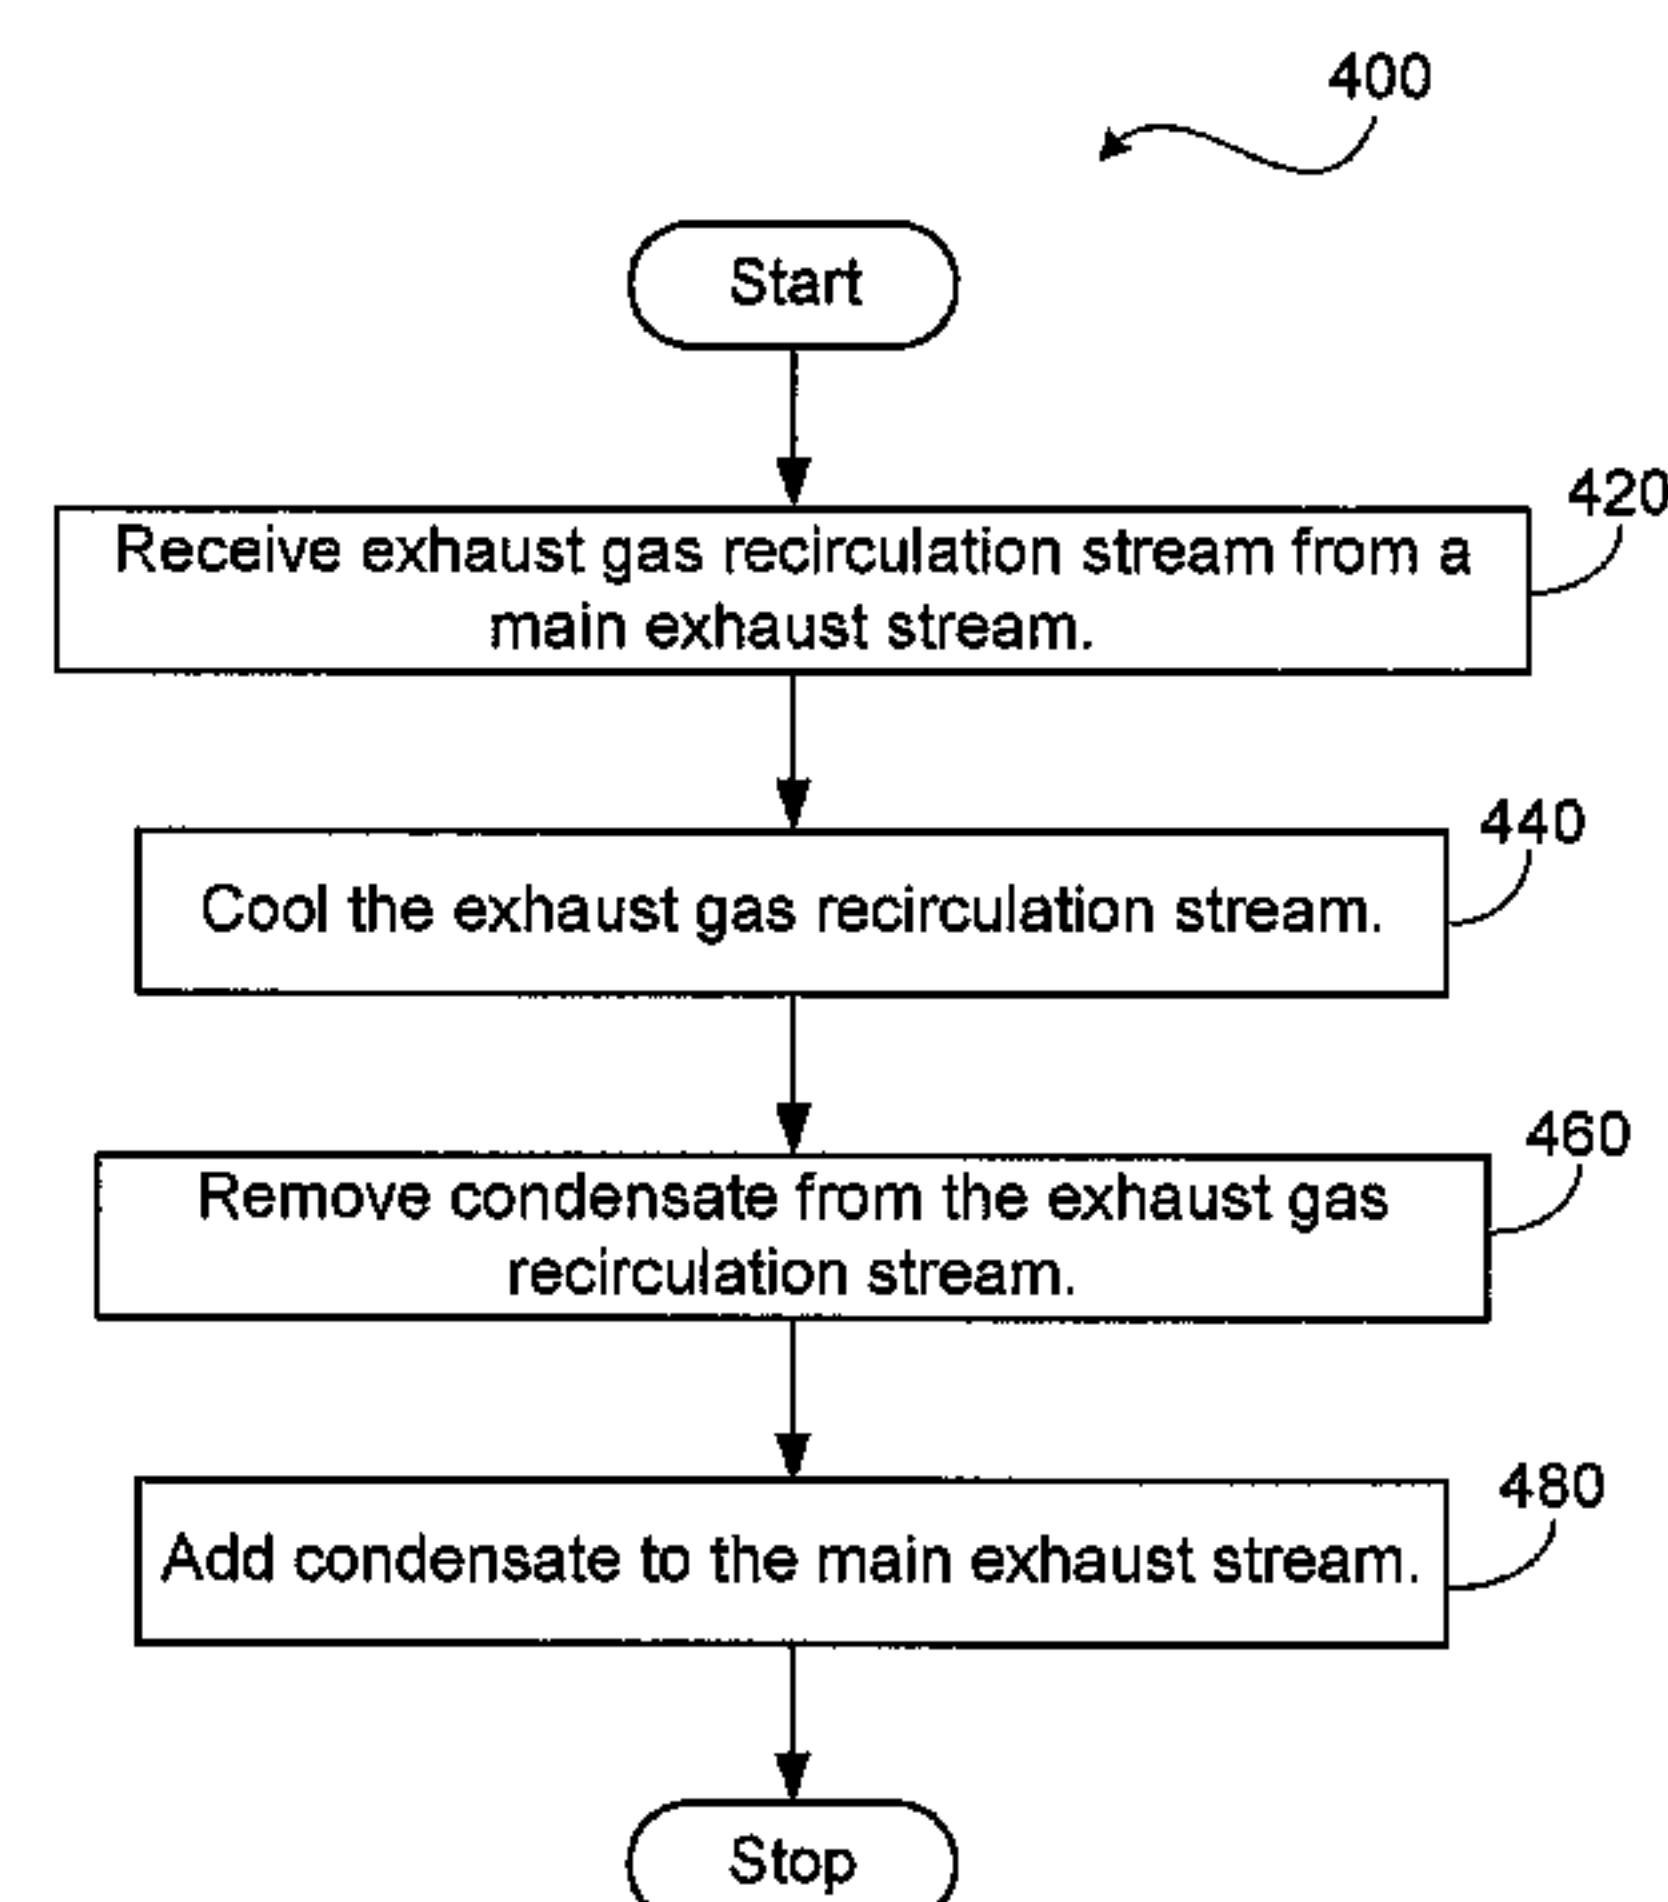 400
Start
420
Receive exhaust gas recirculation stream from a
main exhaust stream.
440
Cool the exhaust gas recirculation stream.
460
Remove condensate from the exhaust gas
recirculation stream.
480
Add condensate to the main exhaust stream.
Stop